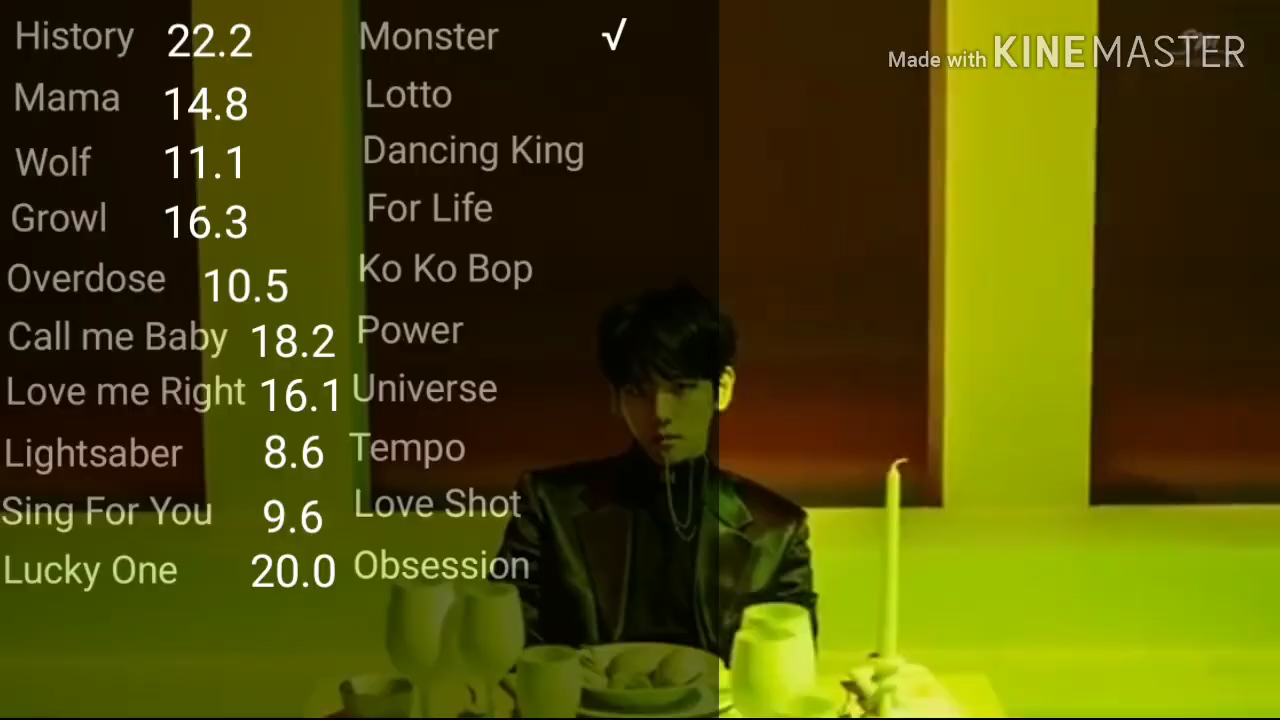 History 22.2
Mama 14.8
Wolf 11.1
Growl 16.3
Overdose 10.5
Call me Baby 18.2
Love me Right 16.1
Lightsaber 8.6
Sing For You 9.6
Lucky One 20.0
Monster √
Lotto
Dancing King
For Life
Ko Ko Bop
Power
Universe
Tempo
Love Shot
Obsession
Made with KINEMASTER